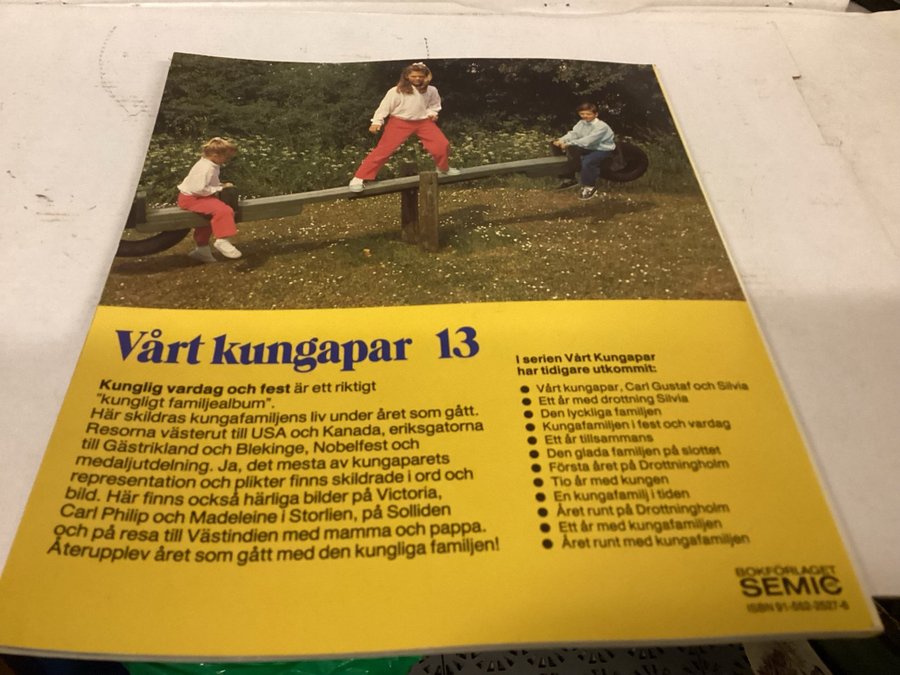 Vårt kungapar 13
Kunglig vardag och fest är ett riktigt
"kungligt familjealbum".
Här skildras kungafamiljens liv under året som gått.
Resorna västerut till USA och Kanada, eriksgatorna
till Gästrikland och Blekinge, Nobelfest och
medaljutdelning. Ja, det mesta av kungaparets
representation och plikter finns skildrade i ord och
bild. Här finns också härliga bilder på Victoria,
Carl Philip och Madeleine i Storlien, på Solliden
och på resa till Västindien med mamma och pappa.
Återupplev året som gått med den kungliga familjen!
I serien Vårt Kungapar
har tidigare utkommit:
● Vårt kungapar, Carl Gustaf och Silvia
● Ett år med drottning Silvia
● Den lyckliga familjen
● Kungafamiljen i fest och vardag
● Ett år tillsammans
● Den glada familjen på slottet
● Första året på Drottningholm
● Tio år med kungen
● En kungafamilj i tiden
● Året runt på Drottningholm
● Ett år med kungafamiljen
● Året runt med kungafamiljen
BOKFÖRLAGET
SEMIC
ISBN 91-552-3527-6